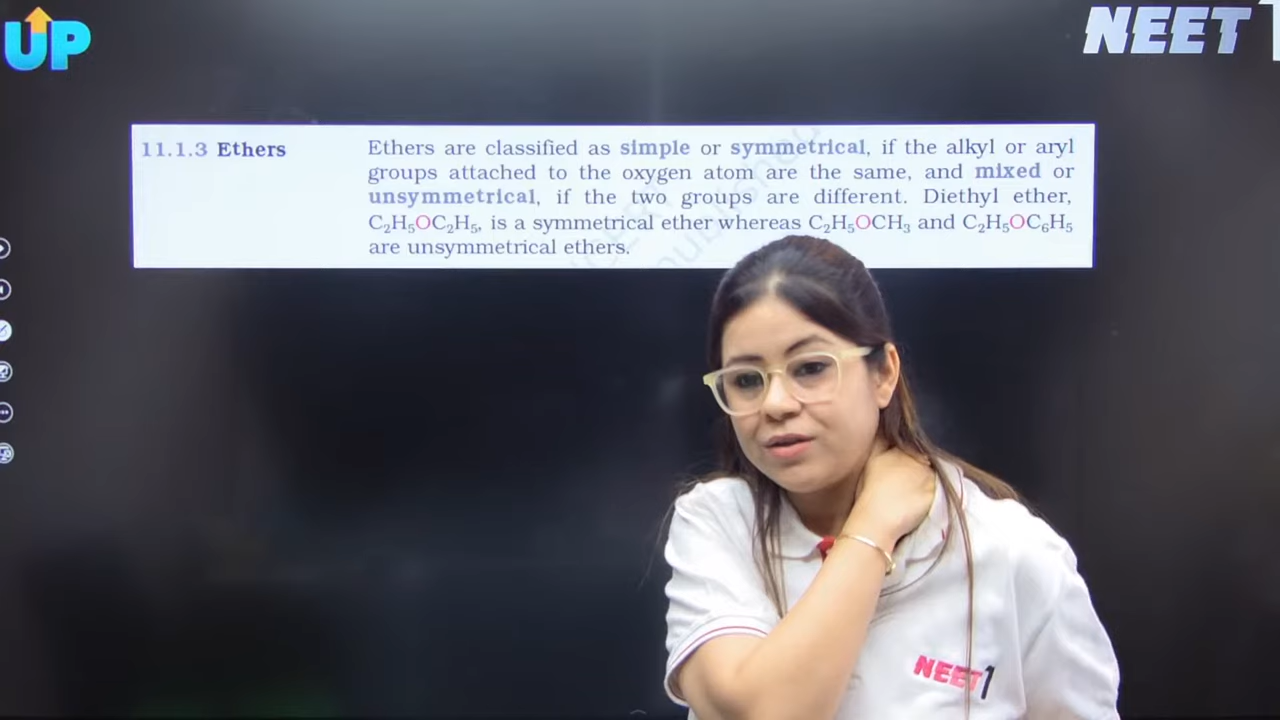 UP
NEET 1
11.1.3 Ethers
Ethers are classified as simple or symmetrical, if the alkyl or aryl
groups attached to the oxygen atom are the same, and mixed or
unsymmetrical, if the two groups are different. Diethyl ether,
C₂H₅OC₂H₅, is a symmetrical ether whereas C₂H₅OCH₃ and C₂H₅OC₆H₅
are unsymmetrical ethers.
NEET1